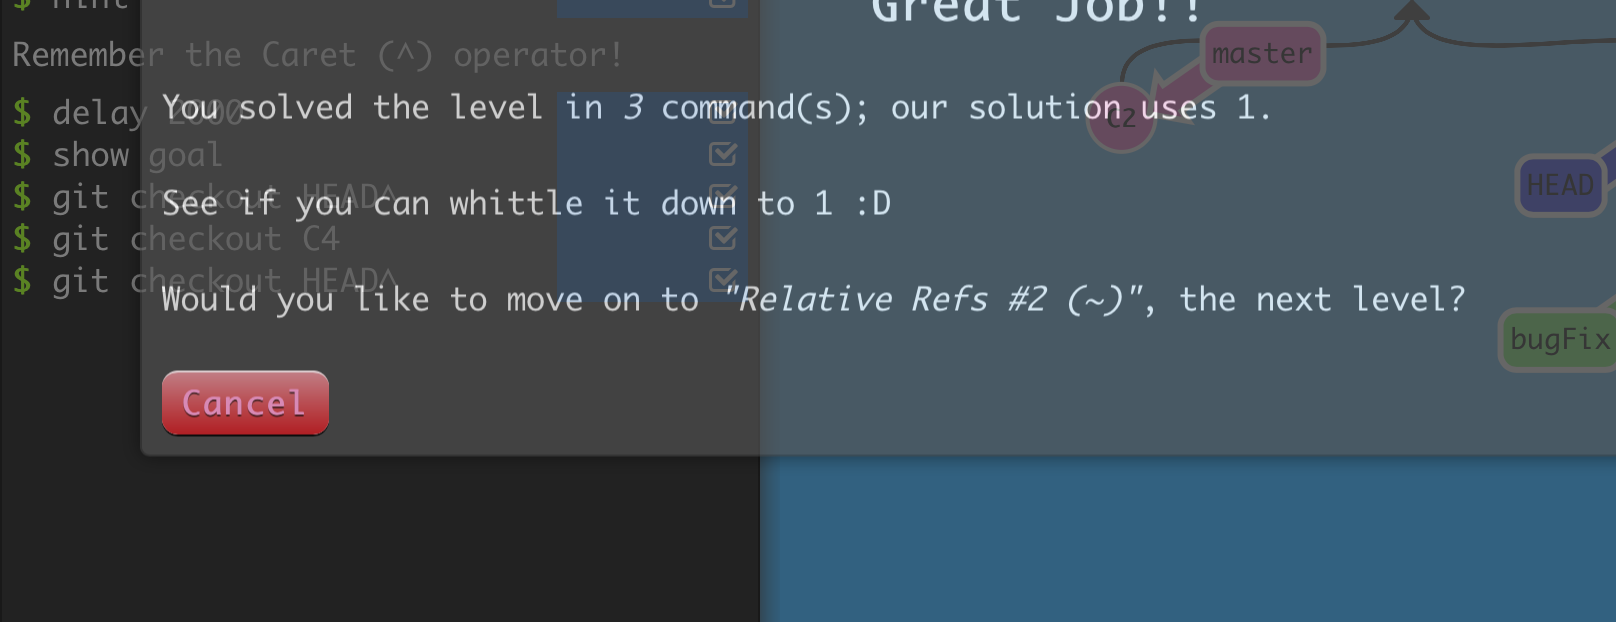 $ hint
Great Job!!
Remember the Caret (^) operator!
master
You solved the level in 3 command(s); our solution uses 1.
$ delay 2000
C2
$ show goal
HEAD
See if you can whittle it down to 1 :D
$ git checkout HEAD^
$ git checkout C4
$ git checkout HEAD^
Would you like to move on to "Relative Refs #2 (~)", the next level?
bugFix
Cancel